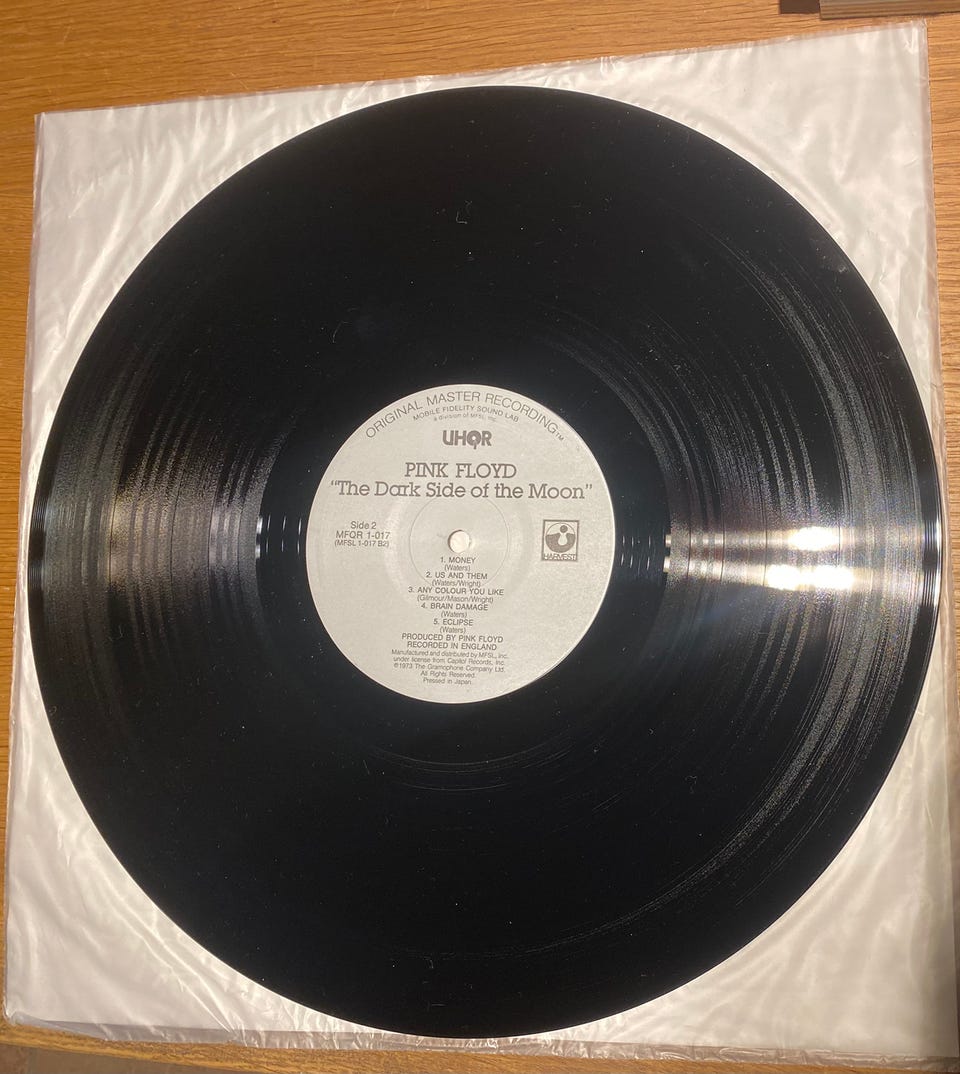 ORIGINAL MASTER RECORDING™
MOBILE FIDELITY SOUND LAB
a division of MFSL, Inc.
UHQR
PINK FLOYD
“The Dark Side of the Moon”
Side 2
MFQR 1-017
(MFSL 1-017 B2)
HARVEST
1. MONEY
(Waters)
2. US AND THEM
(Waters/Wright)
3. ANY COLOUR YOU LIKE
(Gilmour/Mason/Wright)
4. BRAIN DAMAGE
(Waters)
5. ECLIPSE
(Waters)
PRODUCED BY PINK FLOYD
RECORDED IN ENGLAND
Manufactured and distributed by MFSL, Inc.
under license from Capitol Records, Inc.
©1973 The Gramophone Company Ltd.
All Rights Reserved.
Pressed in Japan.